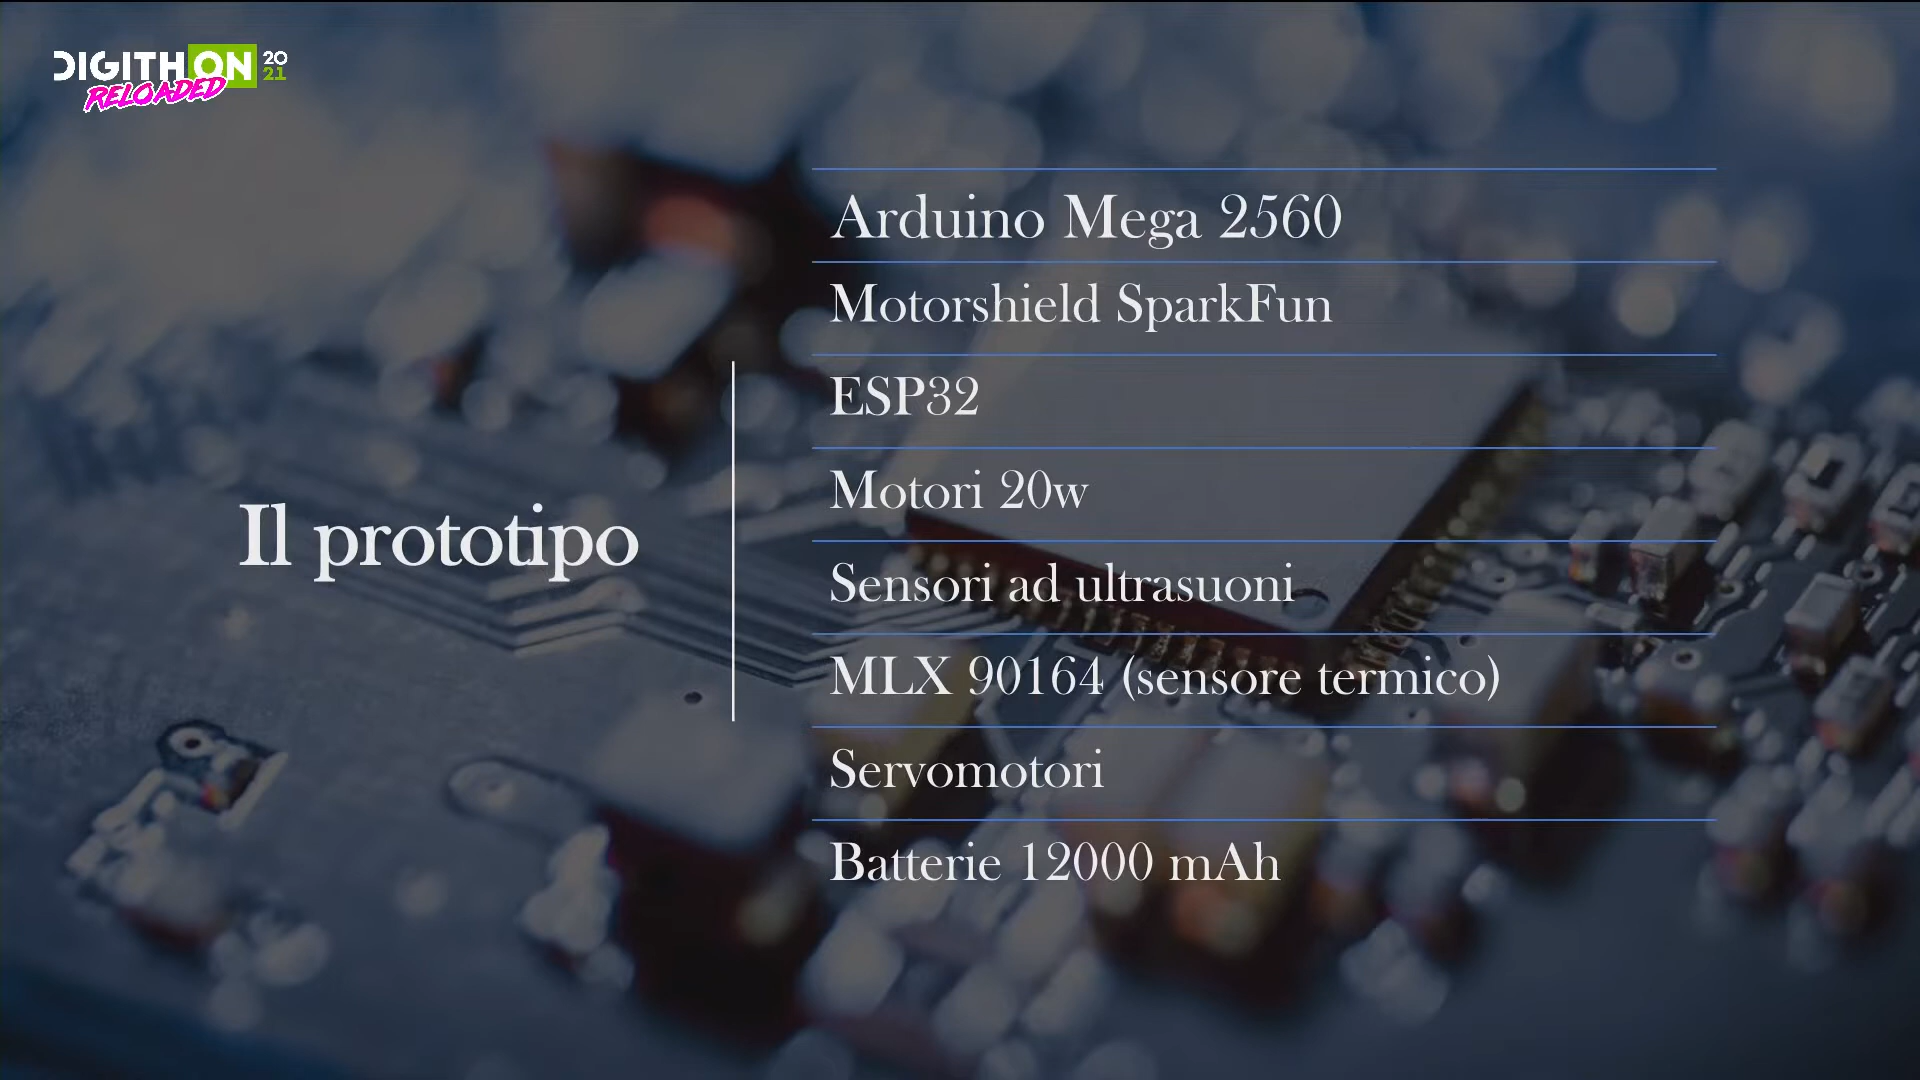 DIGITHON 20
21
RELOADED
Il prototipo
Arduino Mega 2560
Motorshield SparkFun
ESP32
Motori 20w
Sensori ad ultrasuoni
MLX 90164 (sensore termico)
Servomotori
Batterie 12000 mAh